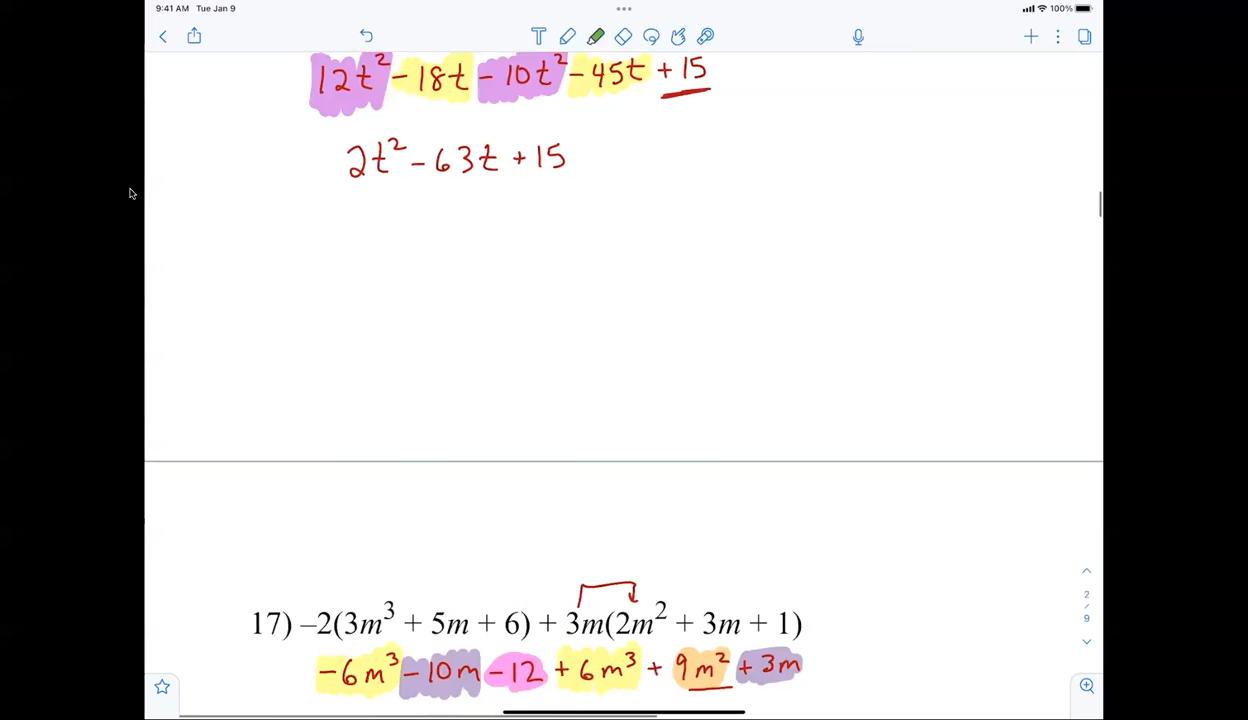 9:41 AM Tue Jan 9
100%
12t² - 18t - 10t² - 45t + 15
2t² - 63t + 15
2
/
9
17) –2(3m³ + 5m + 6) + 3m(2m² + 3m + 1)
-6m³ - 10m - 12 + 6m³ + 9m² + 3m